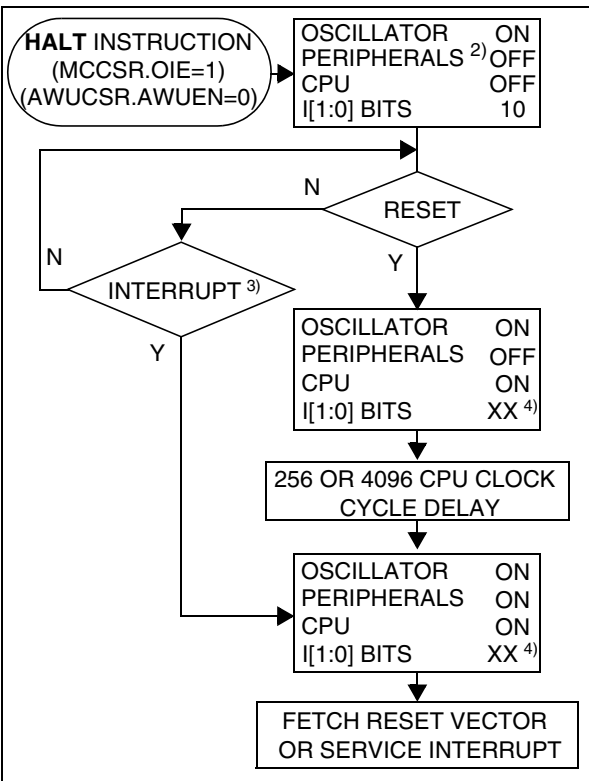 HALT INSTRUCTION
(MCCSR.OIE=1)
(AWUCSR.AWUEN=0)
OSCILLATOR ON
PERIPHERALS 2) OFF
CPU OFF
I[1:0] BITS 10
N
RESET
N
INTERRUPT 3)
Y
Y
OSCILLATOR ON
PERIPHERALS OFF
CPU ON
I[1:0] BITS XX 4)
256 OR 4096 CPU CLOCK
CYCLE DELAY
OSCILLATOR ON
PERIPHERALS ON
CPU ON
I[1:0] BITS XX 4)
FETCH RESET VECTOR
OR SERVICE INTERRUPT